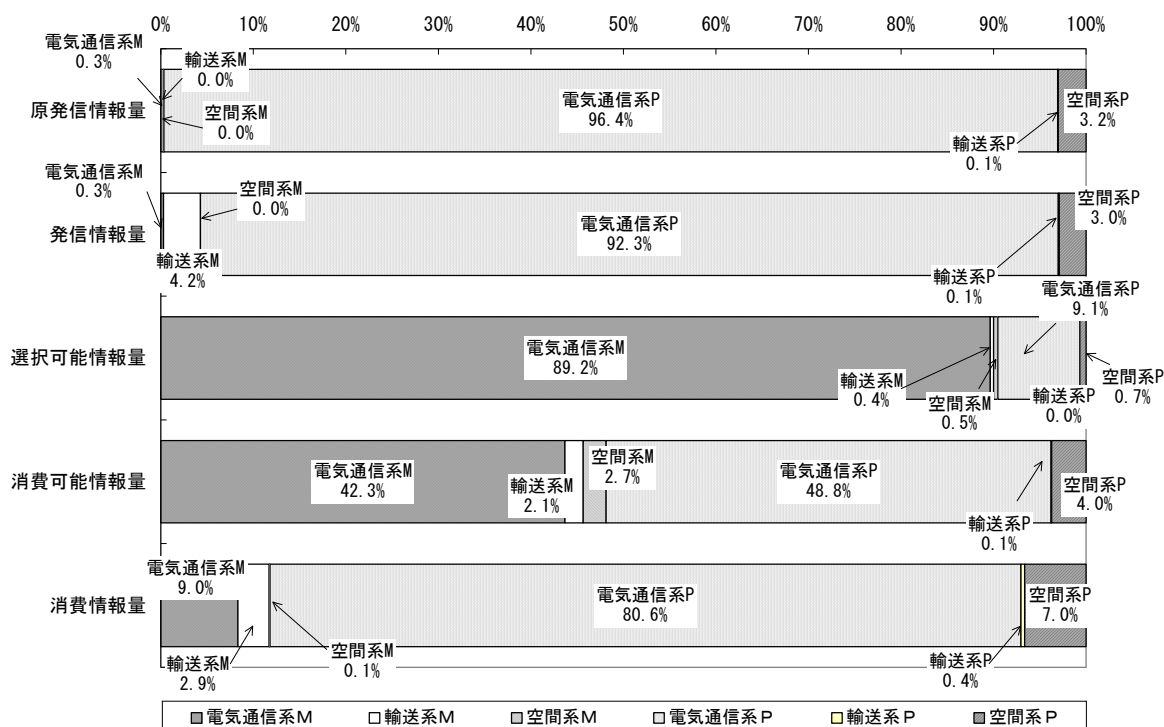 0% 10% 20% 30% 40% 50% 60% 70% 80% 90% 100%
原発信情報量
電気通信系M
0.3%
輸送系M
0.0%
空間系M
0.0%
電気通信系P
96.4%
輸送系P
0.1%
空間系P
3.2%
発信情報量
電気通信系M
0.3%
輸送系M
4.2%
空間系M
0.0%
電気通信系P
92.3%
輸送系P
0.1%
空間系P
3.0%
選択可能情報量
電気通信系M
89.2%
輸送系M
0.4%
空間系M
0.5%
電気通信系P
9.1%
輸送系P
0.0%
空間系P
0.7%
消費可能情報量
電気通信系M
42.3%
輸送系M
2.1%
空間系M
2.7%
電気通信系P
48.8%
輸送系P
0.1%
空間系P
4.0%
消費情報量
電気通信系M
9.0%
輸送系M
2.9%
空間系M
0.1%
電気通信系P
80.6%
輸送系P
0.4%
空間系P
7.0%
電気通信系M 輸送系M 空間系M 電気通信系P 輸送系P 空間系P